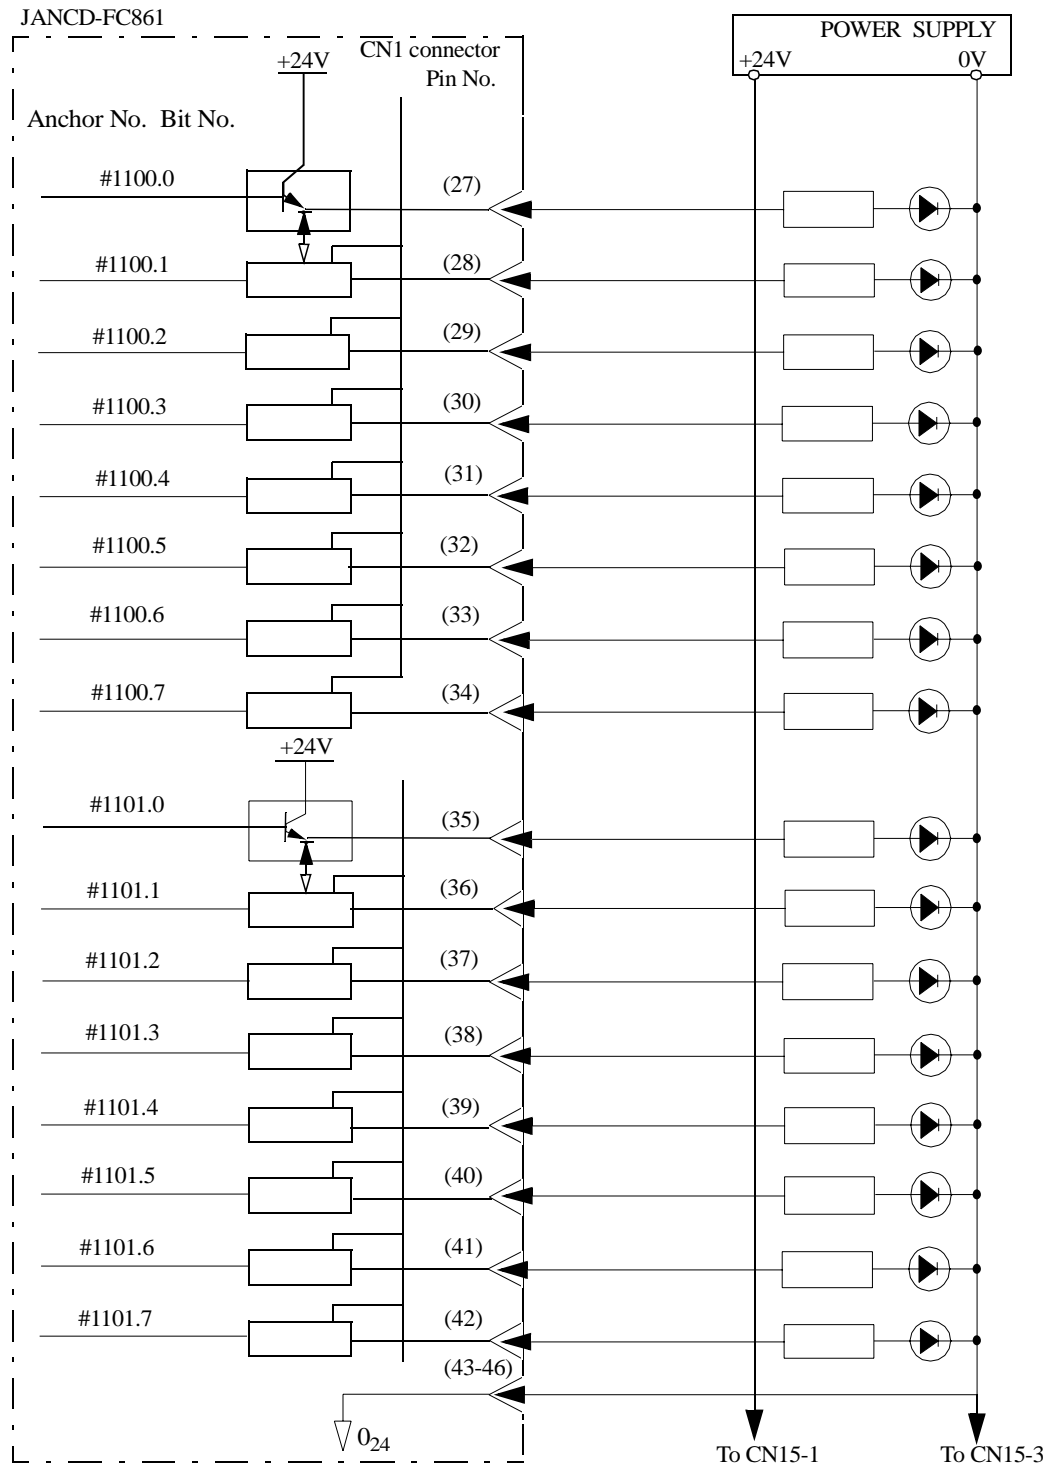 JANCD-FC861
POWER SUPPLY
+24V 0V
CN1 connector
Pin No.
+24V
Anchor No. Bit No.
#1100.0 (27)
#1100.1 (28)
#1100.2 (29)
#1100.3 (30)
#1100.4 (31)
#1100.5 (32)
#1100.6 (33)
#1100.7 (34)
+24V
#1101.0 (35)
#1101.1 (36)
#1101.2 (37)
#1101.3 (38)
#1101.4 (39)
#1101.5 (40)
#1101.6 (41)
#1101.7 (42)
(43-46)
024
To CN15-1 To CN15-3